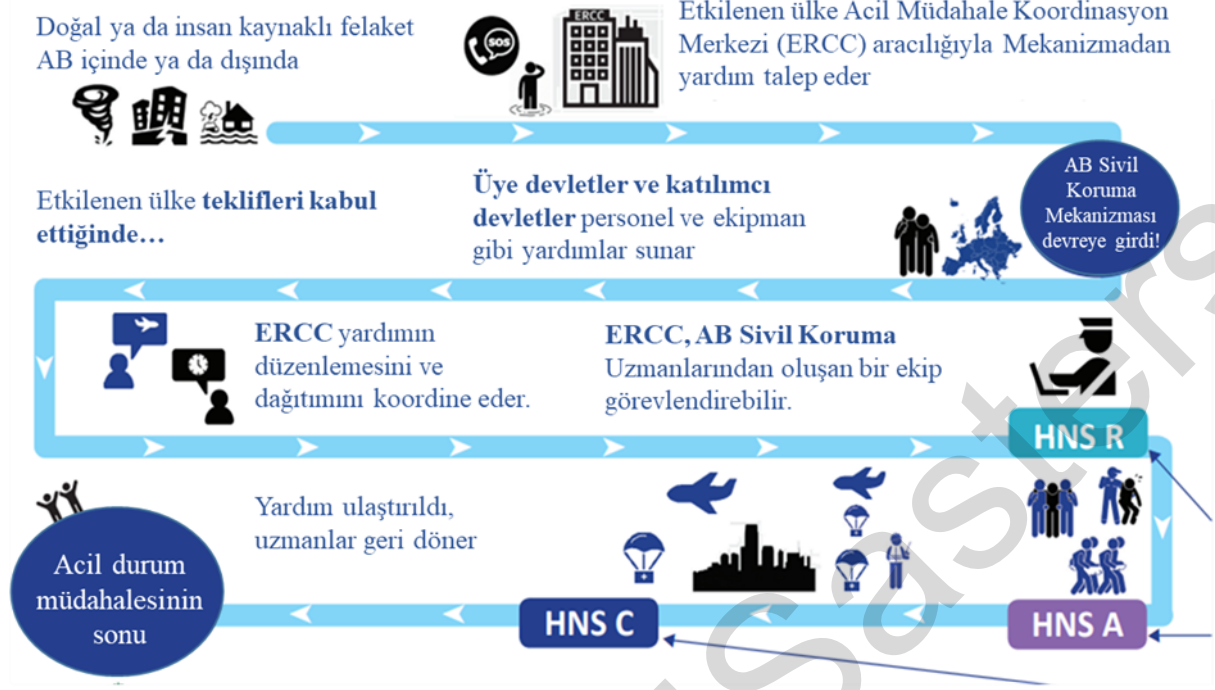 Doğal ya da insan kaynaklı felaket
AB içinde ya da dışında
SOS
ERCC
Etkilenen ülke Acil Müdahale Koordinasyon
Merkezi (ERCC) aracılığıyla Mekanizmadan
yardım talep eder
AB Sivil
Koruma
Mekanizması
devreye girdi!
Üye devletler ve katılımcı
devletler personel ve ekipman
gibi yardımlar sunar
Etkilenen ülke teklifleri kabul
ettiğinde…
ERCC yardımın
düzenlemesini ve
dağıtımını koordine eder.
ERCC, AB Sivil Koruma
Uzmanlarından oluşan bir ekip
görevlendirebilir.
HNS R
HNS A
HNS C
Yardım ulaştırıldı,
uzmanlar geri döner
Acil durum
müdahalesinin
sonu